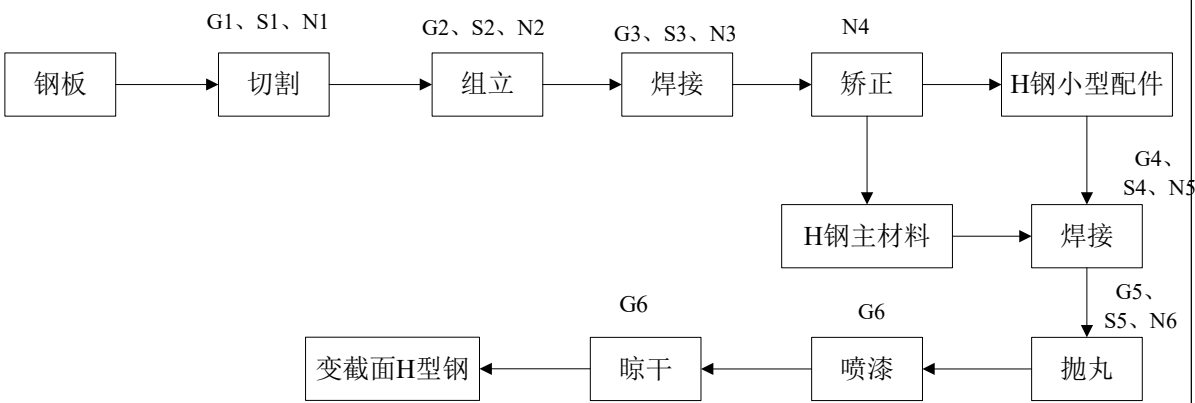 G1、S1、N1
G2、S2、N2
G3、S3、N3
N4
钢板
切割
组立
焊接
矫正
H钢小型配件
G4、
S4、N5
H钢主材料
焊接
G5、
S5、N6
G6
G6
变截面H型钢
晾干
喷漆
抛丸